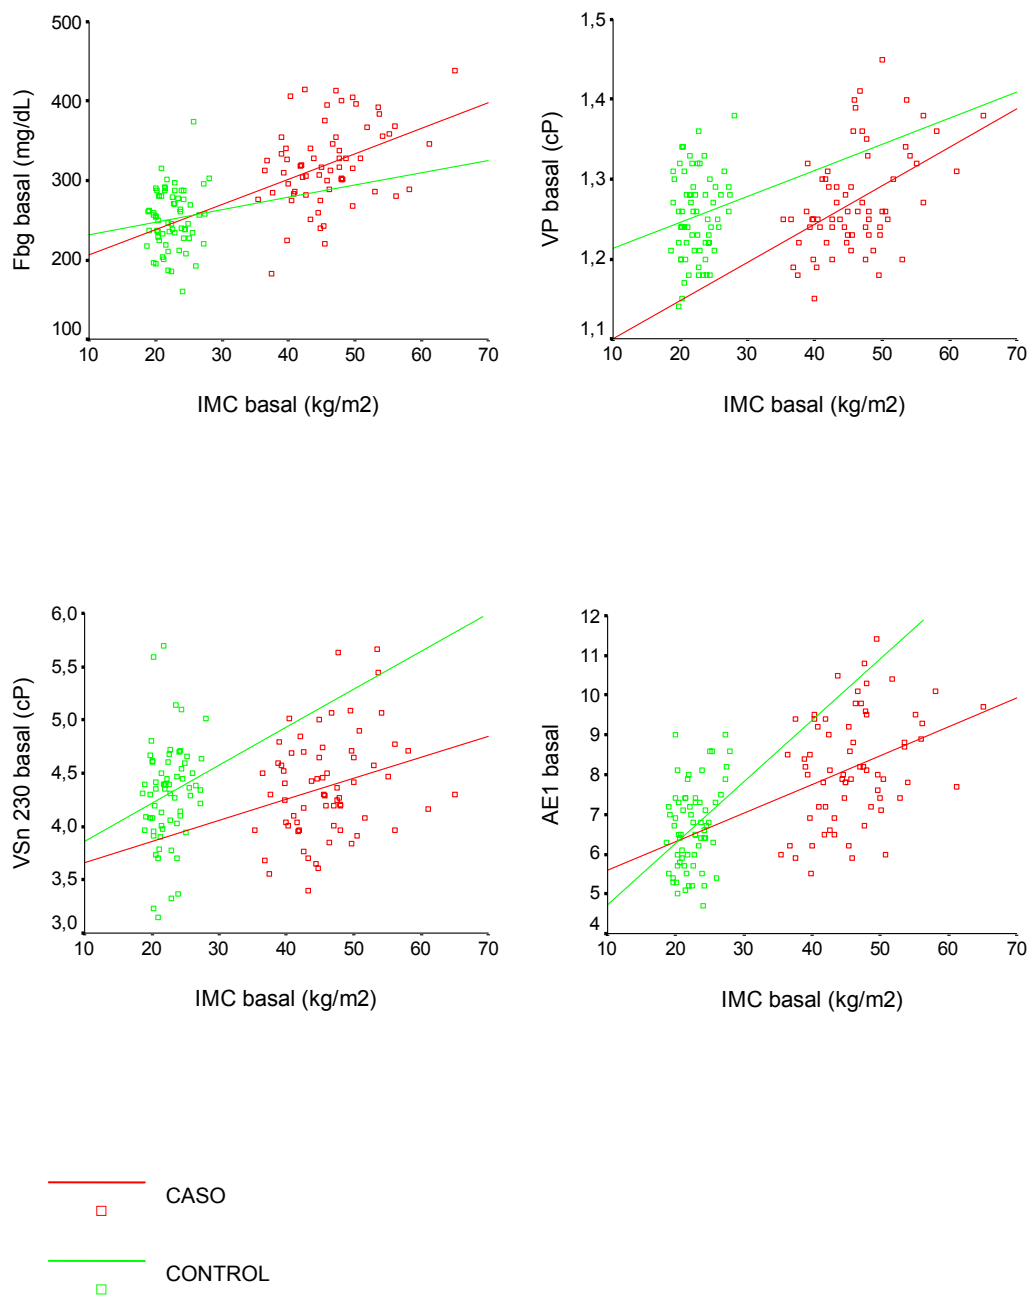 Fbg basal (mg/dL)
500
400
300
200
100
10 20 30 40 50 60 70
IMC basal (kg/m2)
VP basal (cP)
1,5
1,4
1,3
1,2
1,1
10 20 30 40 50 60 70
IMC basal (kg/m2)
VSn 230 basal (cP)
6,0
5,5
5,0
4,5
4,0
3,5
3,0
10 20 30 40 50 60 70
IMC basal (kg/m2)
AE1 basal
12
11
10
9
8
7
6
5
4
10 20 30 40 50 60 70
IMC basal (kg/m2)
CASO
CONTROL